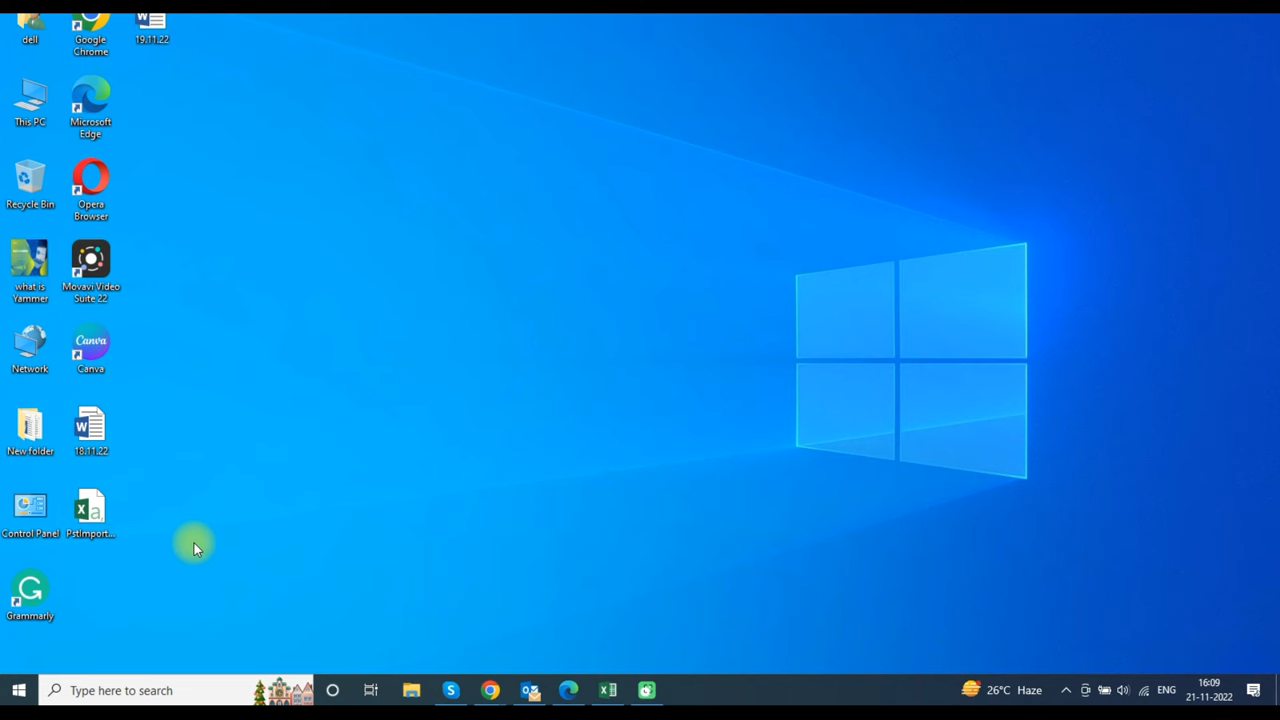 dell
Google
Chrome
19.11.22
This PC
Microsoft
Edge
Recycle Bin
Opera
Browser
what is
Yammer
Movavi Video
Suite 22
Network
Canva
Canva
New folder
18.11.22
Control Panel
PstImport...
Grammarly
Type here to search
26°C Haze
ENG
16:09
21-11-2022